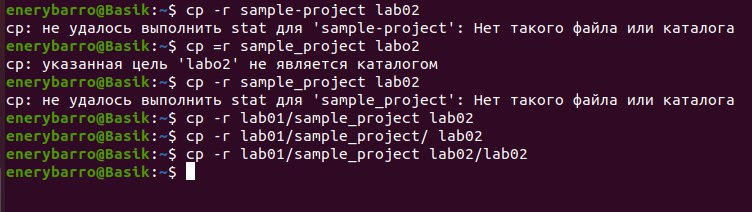 enerybarro@Basik:~$ cp -r sample-project lab02
cp: не удалось выполнить stat для 'sample-project': Нет такого файла или каталога
enerybarro@Basik:~$ cp =r sample_project labo2
cp: указанная цель 'labo2' не является каталогом
enerybarro@Basik:~$ cp -r sample_project lab02
cp: не удалось выполнить stat для 'sample_project': Нет такого файла или каталога
enerybarro@Basik:~$ cp -r lab01/sample_project lab02
enerybarro@Basik:~$ cp -r lab01/sample_project/ lab02
enerybarro@Basik:~$ cp -r lab01/sample_project lab02/lab02
enerybarro@Basik:~$